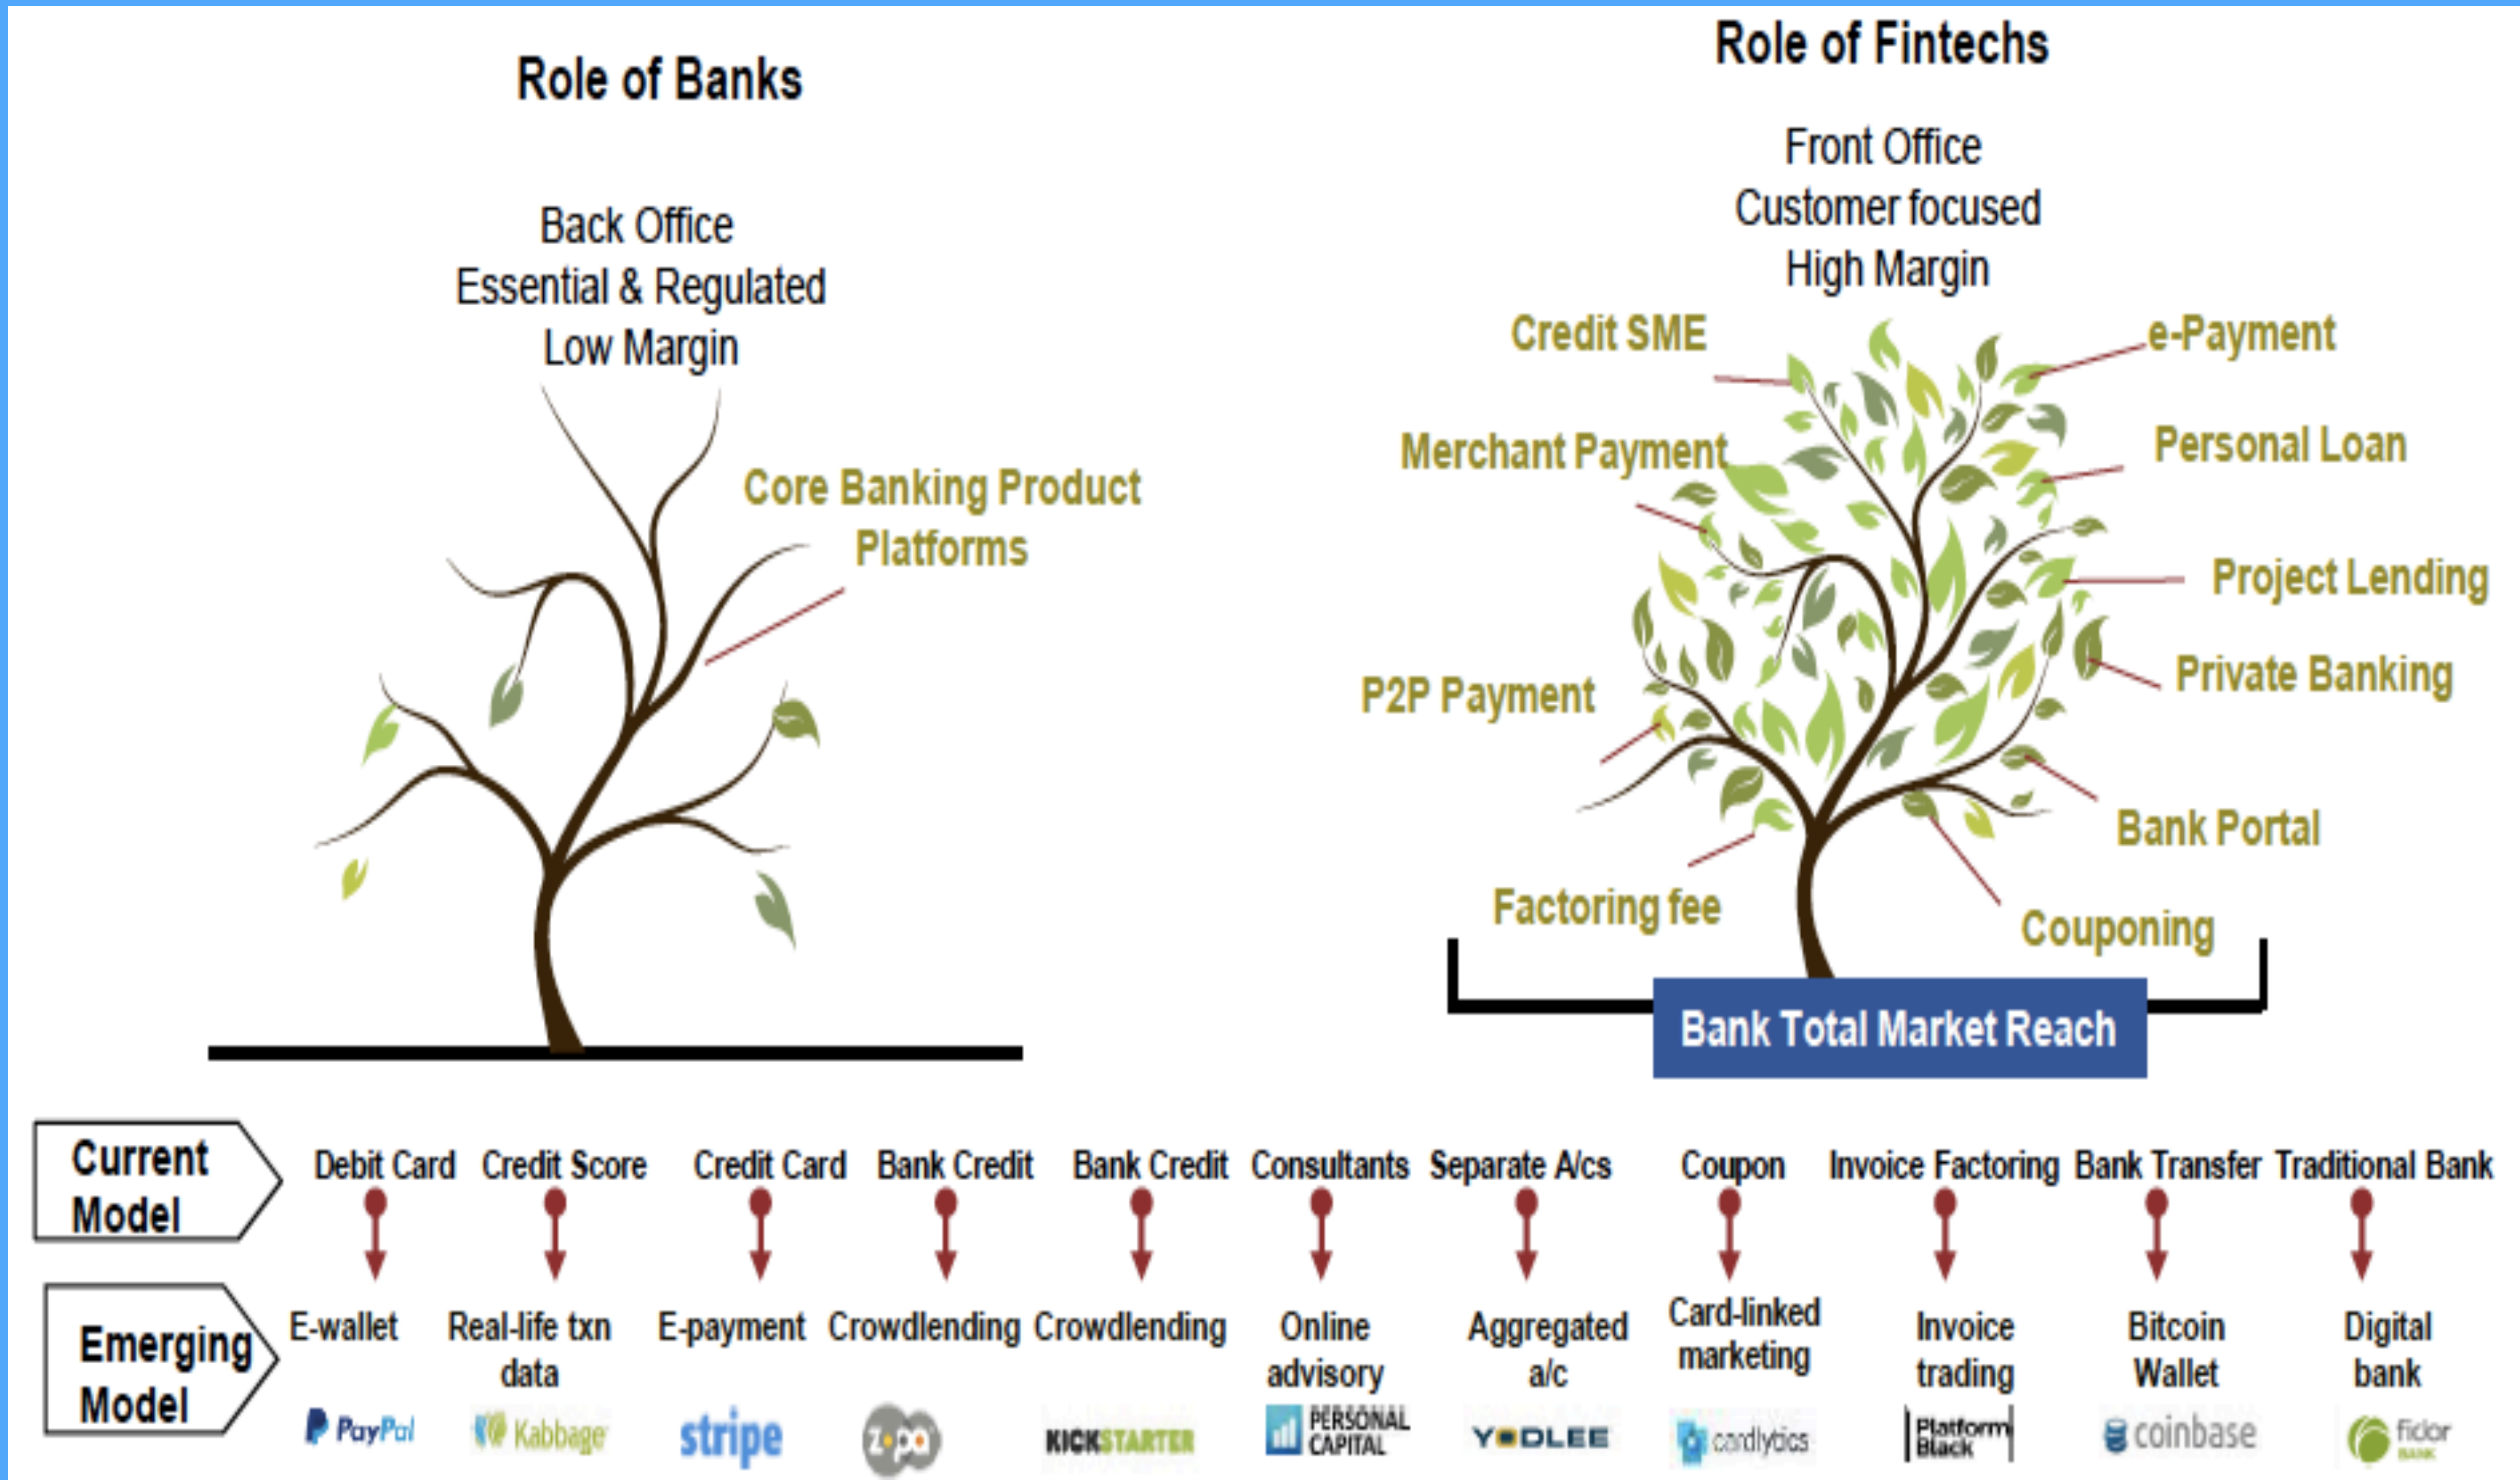 Role of Banks
Back Office
Essential & Regulated
Low Margin
Core Banking Product
Platforms
Role of Fintechs
Front Office
Customer focused
High Margin
Credit SME
e-Payment
Merchant Payment
Personal Loan
Project Lending
P2P Payment
Private Banking
Bank Portal
Factoring fee
Couponing
Bank Total Market Reach
Current
Model
Debit Card
Credit Score
Credit Card
Bank Credit
Bank Credit
Consultants
Separate A/cs
Coupon
Invoice Factoring
Bank Transfer
Traditional Bank
Emerging
Model
E-wallet
Real-life txn
data
E-payment
Crowdlending
Crowdlending
Online
advisory
Aggregated
a/c
Card-linked
marketing
Invoice
trading
Bitcoin
Wallet
Digital
bank
PayPal
Kabbage
stripe
zopa
KICKSTARTER
PERSONAL
CAPITAL
YODLEE
cardlytics
Platform
Black
coinbase
fidor
BANK